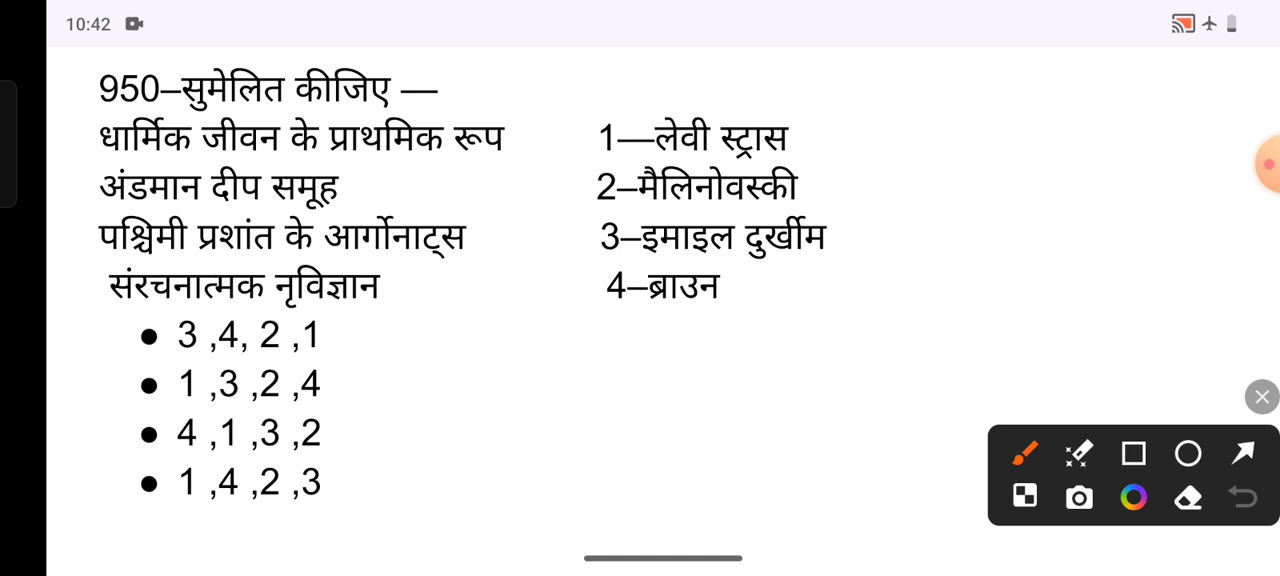 10:42
950–सुमेलित कीजिए —
धार्मिक जीवन के प्राथमिक रूप 1—लेवी स्ट्रास
अंडमान दीप समूह 2–मैलिनोवस्की
पश्चिमी प्रशांत के आर्गोनाट्स 3–इमाइल दुर्खीम
संरचनात्मक नृविज्ञान 4–ब्राउन
● 3 ,4, 2 ,1
● 1 ,3 ,2 ,4
● 4 ,1 ,3 ,2
● 1 ,4 ,2 ,3